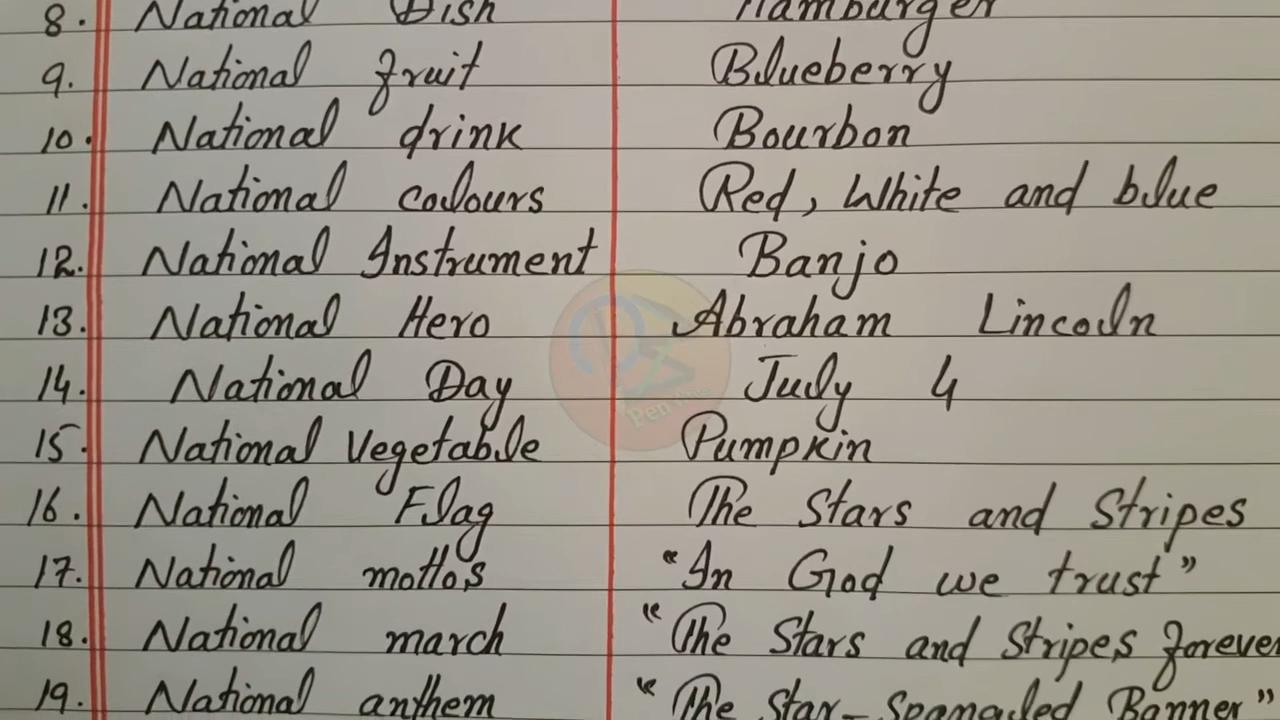 8. National Dish Hamburger
9. National fruit Blueberry
10. National drink Bourbon
11. National colours Red, White and blue
12. National Instrument Banjo
13. National Hero Abraham Lincoln
14. National Day July 4
15. National Vegetable Pumpkin
16. National Flag The Stars and Stripes
17. National mottos "In God we trust"
18. National march "The Stars and Stripes forever
19. National anthem "The Star-Spangled Banner"
Pen